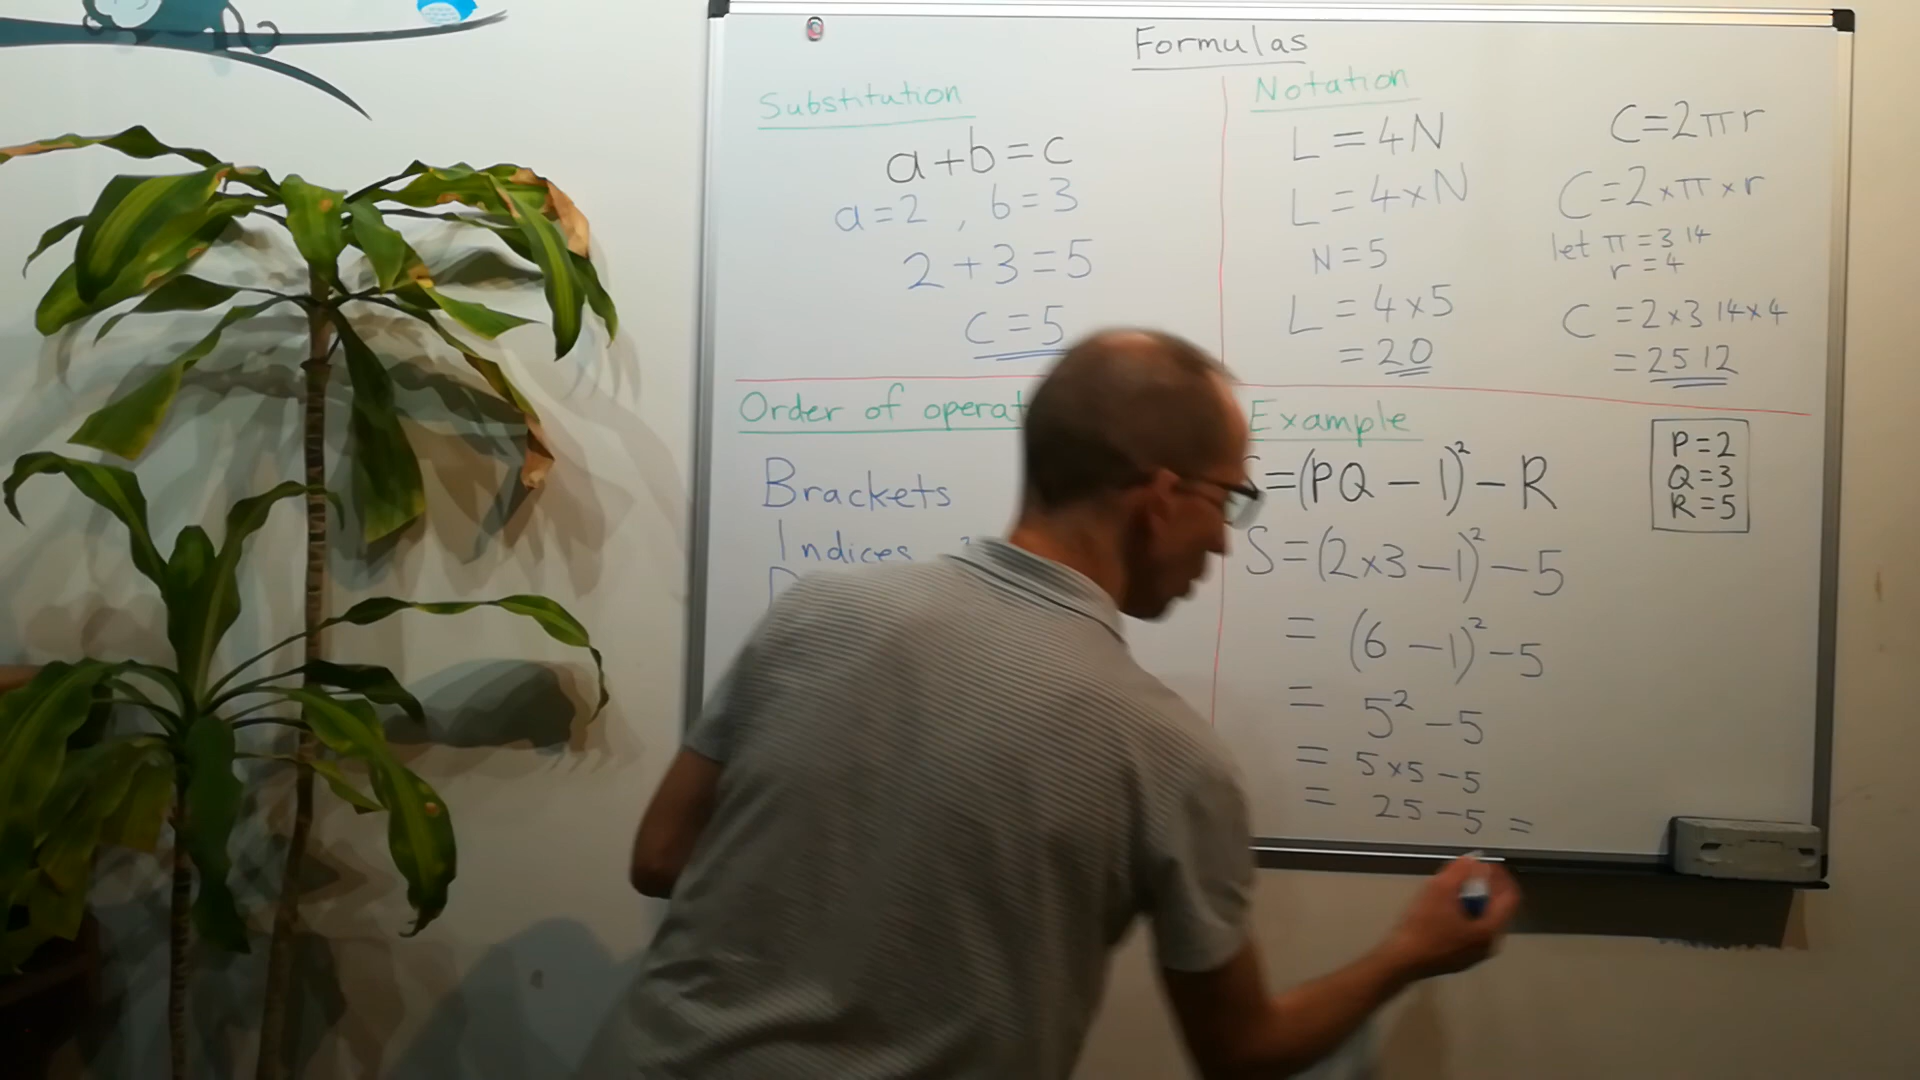 Formulas
Substitution
a+b=c
a=2 , b=3
2+3=5
c=5
Notation
L=4N
L=4×N
N=5
L=4×5
=20
C=2πr
C=2×π×r
let π=3 14
r=4
C=2×3 14×4
=25 12
Order of
Brackets
Indices
Example
=(PQ-1)²-R
S=(2×3-1)²-5
=(6-1)²-5
=5²-5
=5×5-5
=25-5=
P=2
Q=3
R=5